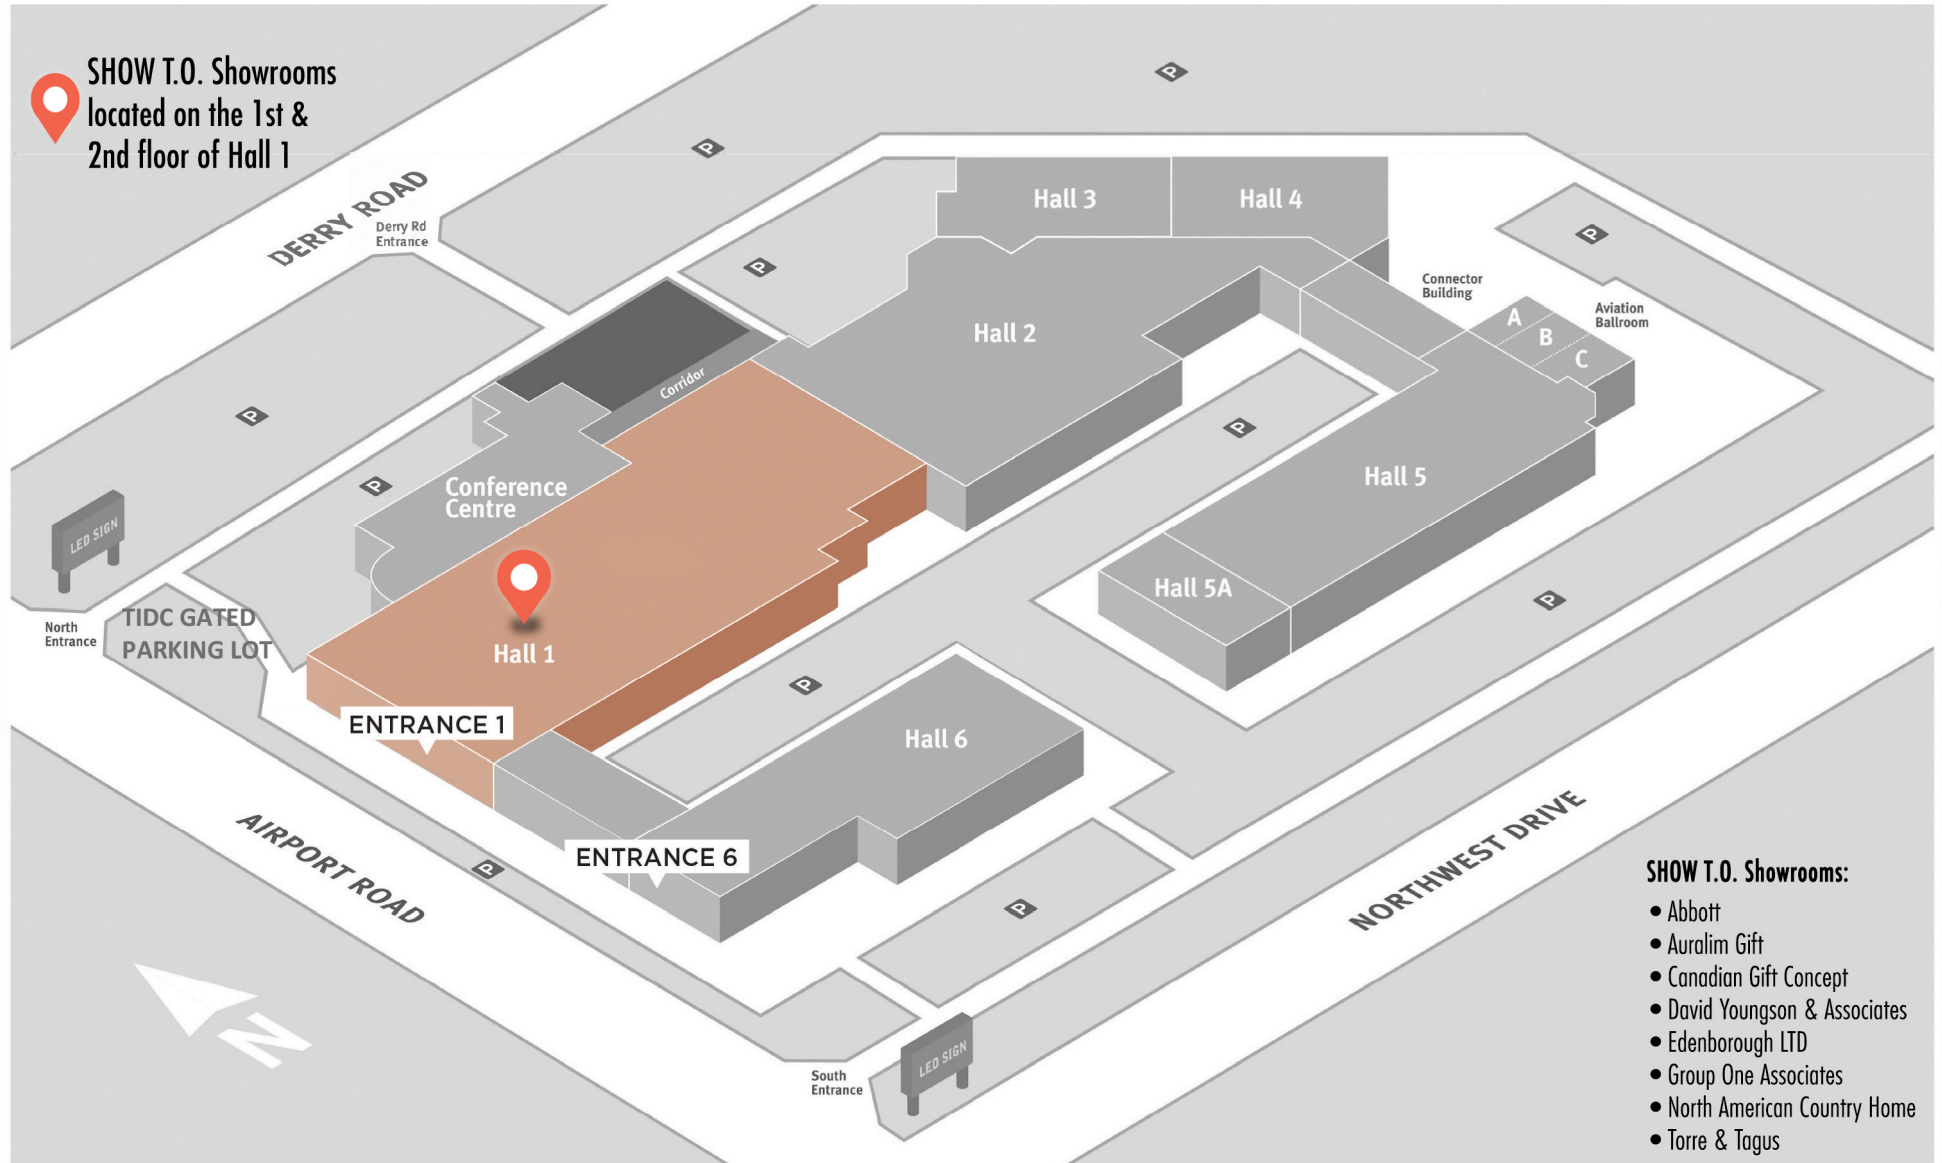 SHOW T.O. Showrooms
located on the 1st &
2nd floor of Hall 1
DERRY ROAD
Derry Rd
Entrance
P
P
P
P
P
P
P
P
P
P
P
Hall 3
Hall 4
Hall 2
Connector
Building
Aviation
Ballroom
A
B
C
Corridor
Conference
Centre
Hall 5
Hall 5A
LED SIGN
North
Entrance
TIDC GATED
PARKING LOT
Hall 1
ENTRANCE 1
Hall 6
ENTRANCE 6
AIRPORT ROAD
NORTHWEST DRIVE
N
LED SIGN
South
Entrance
SHOW T.O. Showrooms:
• Abbott
• Auralim Gift
• Canadian Gift Concept
• David Youngson & Associates
• Edenborough LTD
• Group One Associates
• North American Country Home
• Torre & Tagus